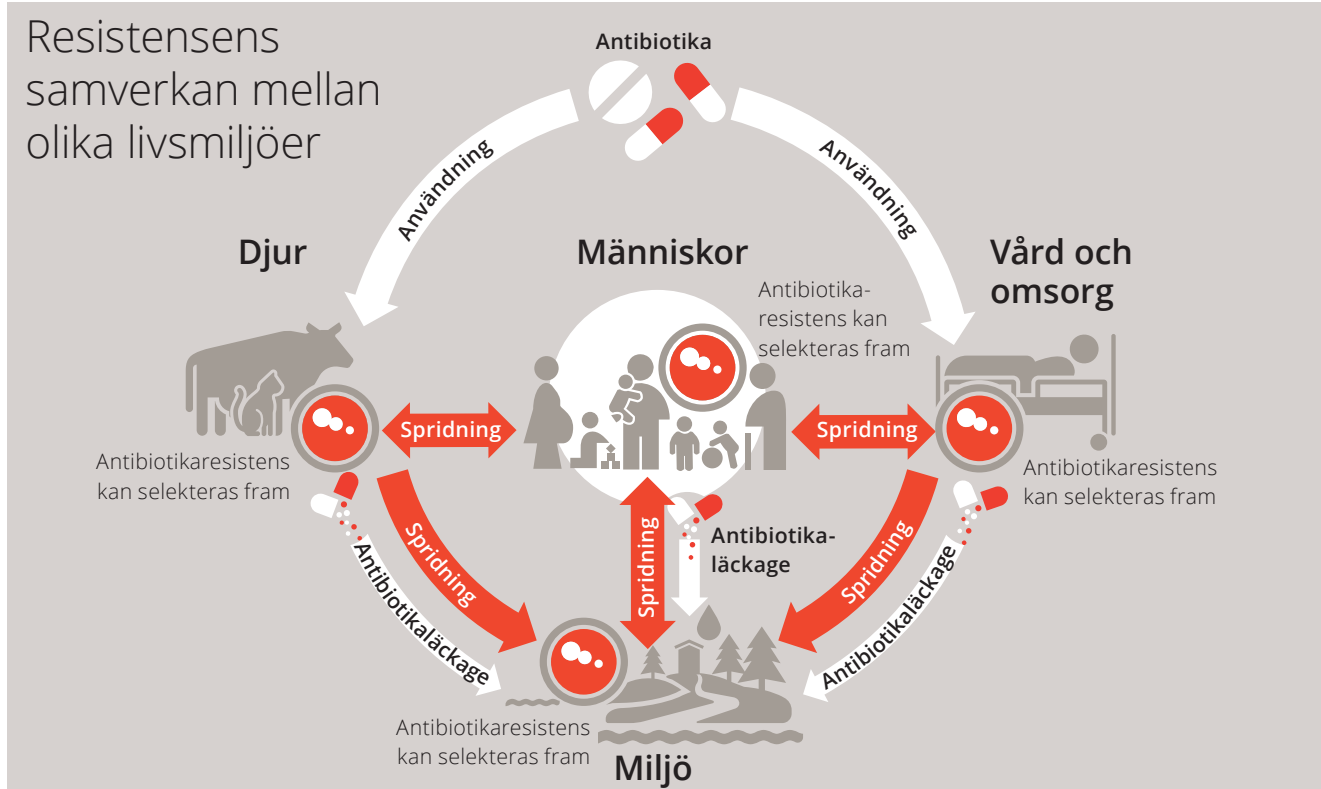 Resistensens
samverkan mellan
olika livsmiljöer
Antibiotika
Användning
Användning
Djur
Människor
Vård och
omsorg
Antibiotika-
resistens kan
selekteras fram
Spridning
Spridning
Antibiotikaresistens
kan selekteras fram
Antibiotikaresistens
kan selekteras fram
Spridning
Antibiotikaläckage
Spridning
Antibiotika-
läckage
Spridning
Antibiotikaläckage
Antibiotikaresistens
kan selekteras fram
Miljö